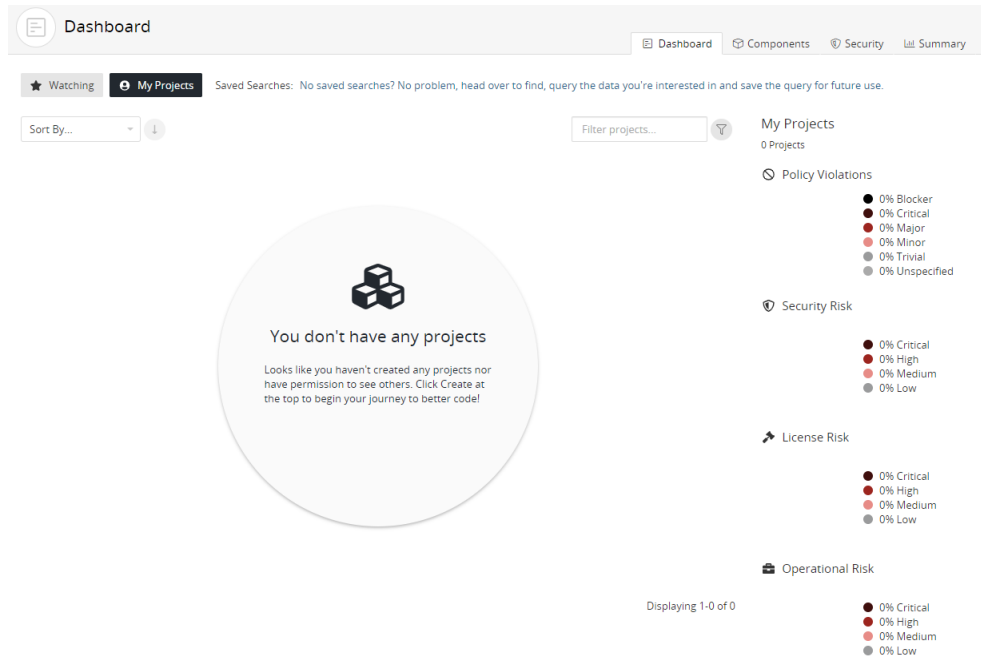 Dashboard
Dashboard
Components
Security
Summary
Watching
My Projects
Saved Searches: No saved searches? No problem, head over to find, query the data you're interested in and save the query for future use.
Sort By...
Filter projects...
You don't have any projects
Looks like you haven't created any projects nor
have permission to see others. Click Create at
the top to begin your journey to better code!
Displaying 1-0 of 0
My Projects
0 Projects
Policy Violations
0% Blocker
0% Critical
0% Major
0% Minor
0% Trivial
0% Unspecified
Security Risk
0% Critical
0% High
0% Medium
0% Low
License Risk
0% Critical
0% High
0% Medium
0% Low
Operational Risk
0% Critical
0% High
0% Medium
0% Low